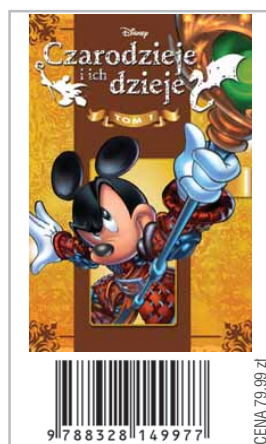 Disney
Czarodzieje
i ich
dzieje
TOM 1
9 788328 149977
CENA 79,99 zł